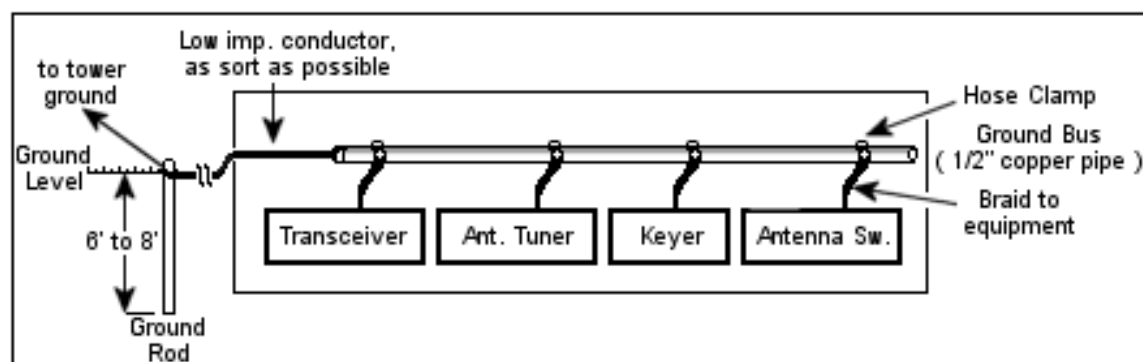 Low imp. conductor,
as sort as possible
to tower
ground
Hose Clamp
Ground
Level
Ground Bus
( 1/2" copper pipe )
Braid to
equipment
Transceiver
Ant. Tuner
Keyer
Antenna Sw.
6' to 8'
Ground
Rod